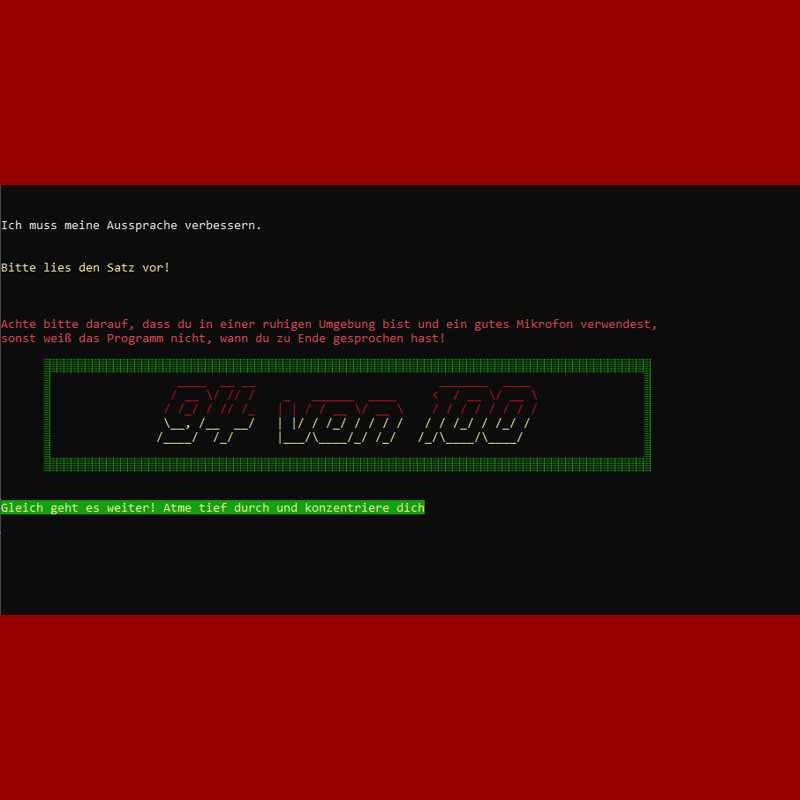 Ich muss meine Aussprache verbessern.
Bitte lies den Satz vor!
Achte bitte darauf, dass du in einer ruhigen Umgebung bist und ein gutes Mikrofon verwendest,
sonst weiß das Programm nicht, wann du zu Ende gesprochen hast!
94 von 100
Gleich geht es weiter! Atme tief durch und konzentriere dich